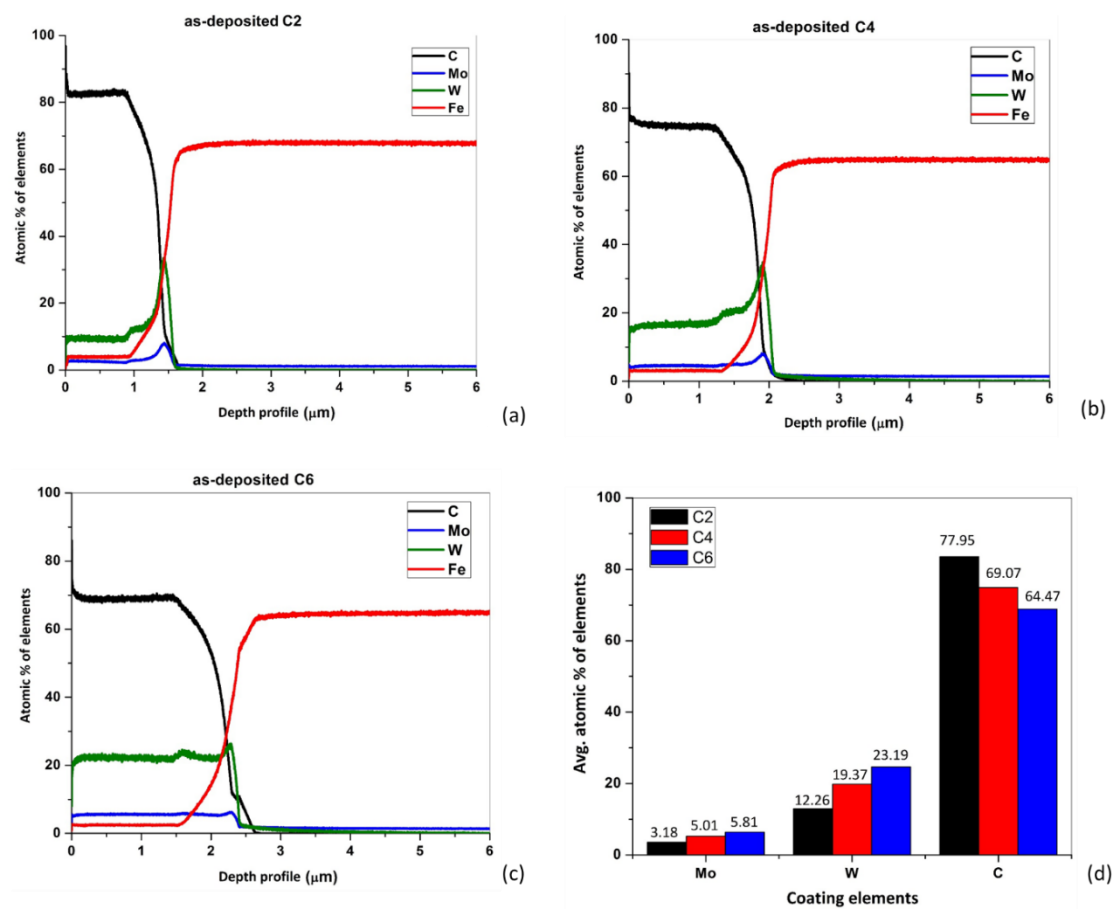 as-deposited C2
100
80
60
40
20
0
Atomic % of elements
C
Mo
W
Fe
0 1 2 3 4 5 6
Depth profile (μm)
(a)
as-deposited C4
100
80
60
40
20
0
Atomic % of elements
C
Mo
W
Fe
0 1 2 3 4 5 6
Depth profile (μm)
(b)
as-deposited C6
100
80
60
40
20
0
Atomic % of elements
C
Mo
W
Fe
0 1 2 3 4 5 6
Depth profile (μm)
(c)
100
80
60
40
20
0
Avg. atomic % of elements
C2
C4
C6
3.18 5.01 5.81
12.26 19.37 23.19
77.95 69.07 64.47
Mo W C
Coating elements
(d)